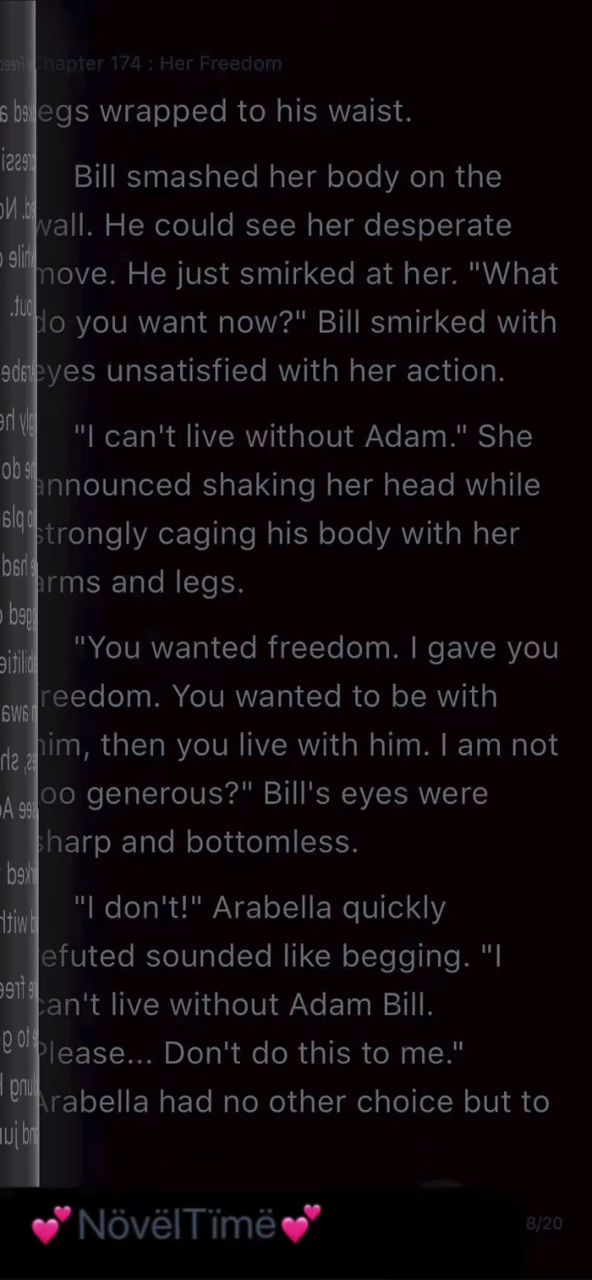 Chapter 174 : Her Freedom
legs wrapped to his waist.
Bill smashed her body on the
wall. He could see her desperate
move. He just smirked at her. "What
do you want now?" Bill smirked with
eyes unsatisfied with her action.
"I can't live without Adam." She
announced shaking her head while
strongly caging his body with her
arms and legs.
"You wanted freedom. I gave you
freedom. You wanted to be with
him, then you live with him. I am not
too generous?" Bill's eyes were
sharp and bottomless.
"I don't!" Arabella quickly
refuted sounded like begging. "I
can't live without Adam Bill.
Please... Don't do this to me."
Arabella had no other choice but to
💕NövëlTïmë💕
8/20